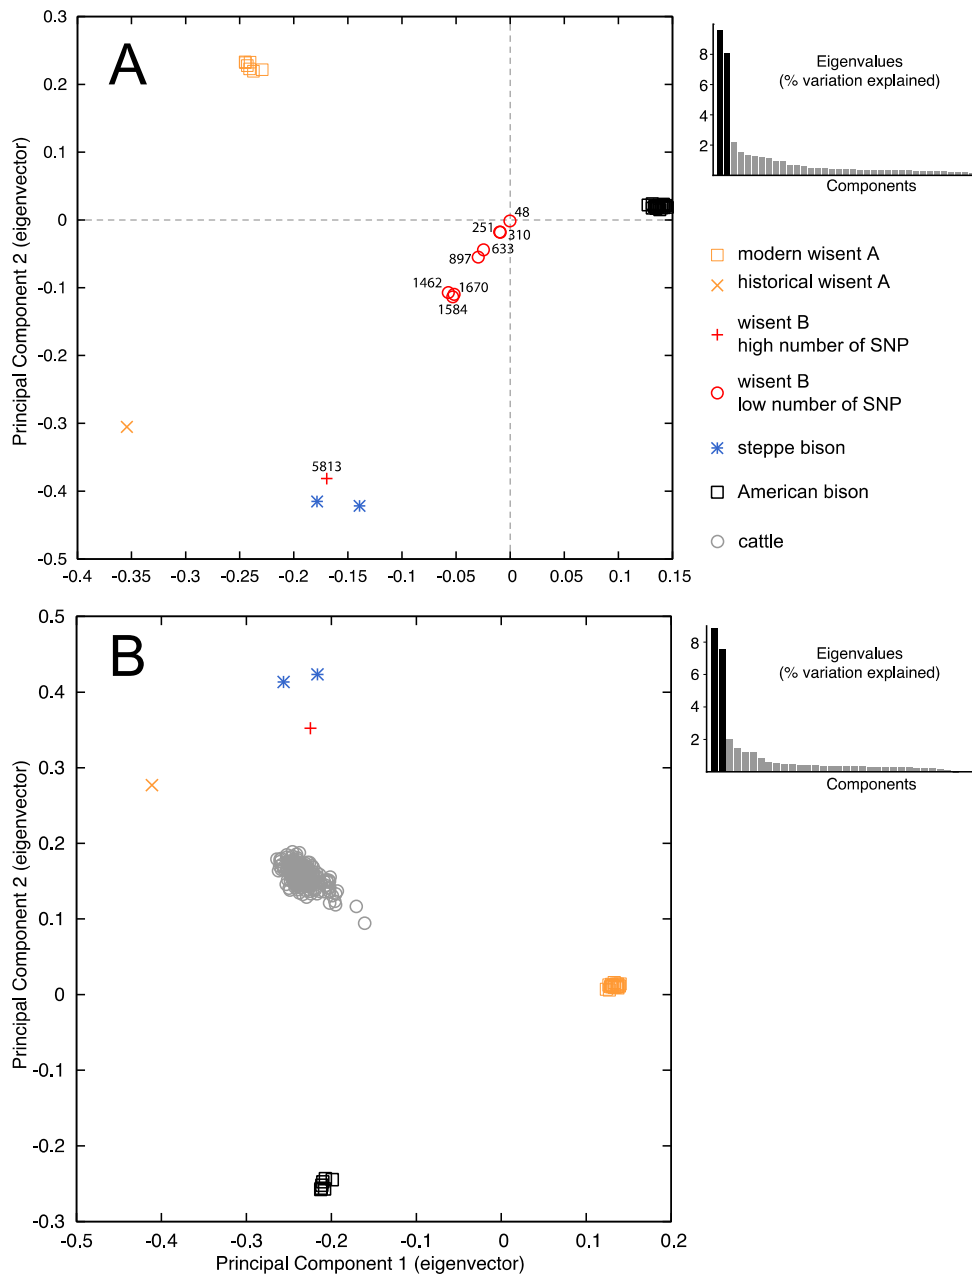 A
0.3
0.2
0.1
0
-0.1
-0.2
-0.3
-0.4
-0.5
Principal Component 2 (eigenvector)
48
251
310
633
897
1462
1670
1584
5813
-0.4
-0.35
-0.3
-0.25
-0.2
-0.15
-0.1
-0.05
0
0.05
0.1
0.15
Eigenvalues
(% variation explained)
8
6
4
2
Components
modern wisent A
historical wisent A
wisent B
high number of SNP
wisent B
low number of SNP
steppe bison
American bison
cattle
B
0.5
0.4
0.3
0.2
0.1
0
-0.1
-0.2
-0.3
Principal Component 2 (eigenvector)
-0.5
-0.4
-0.3
-0.2
-0.1
0
0.1
0.2
Principal Component 1 (eigenvector)
Eigenvalues
(% variation explained)
8
6
4
2
Components